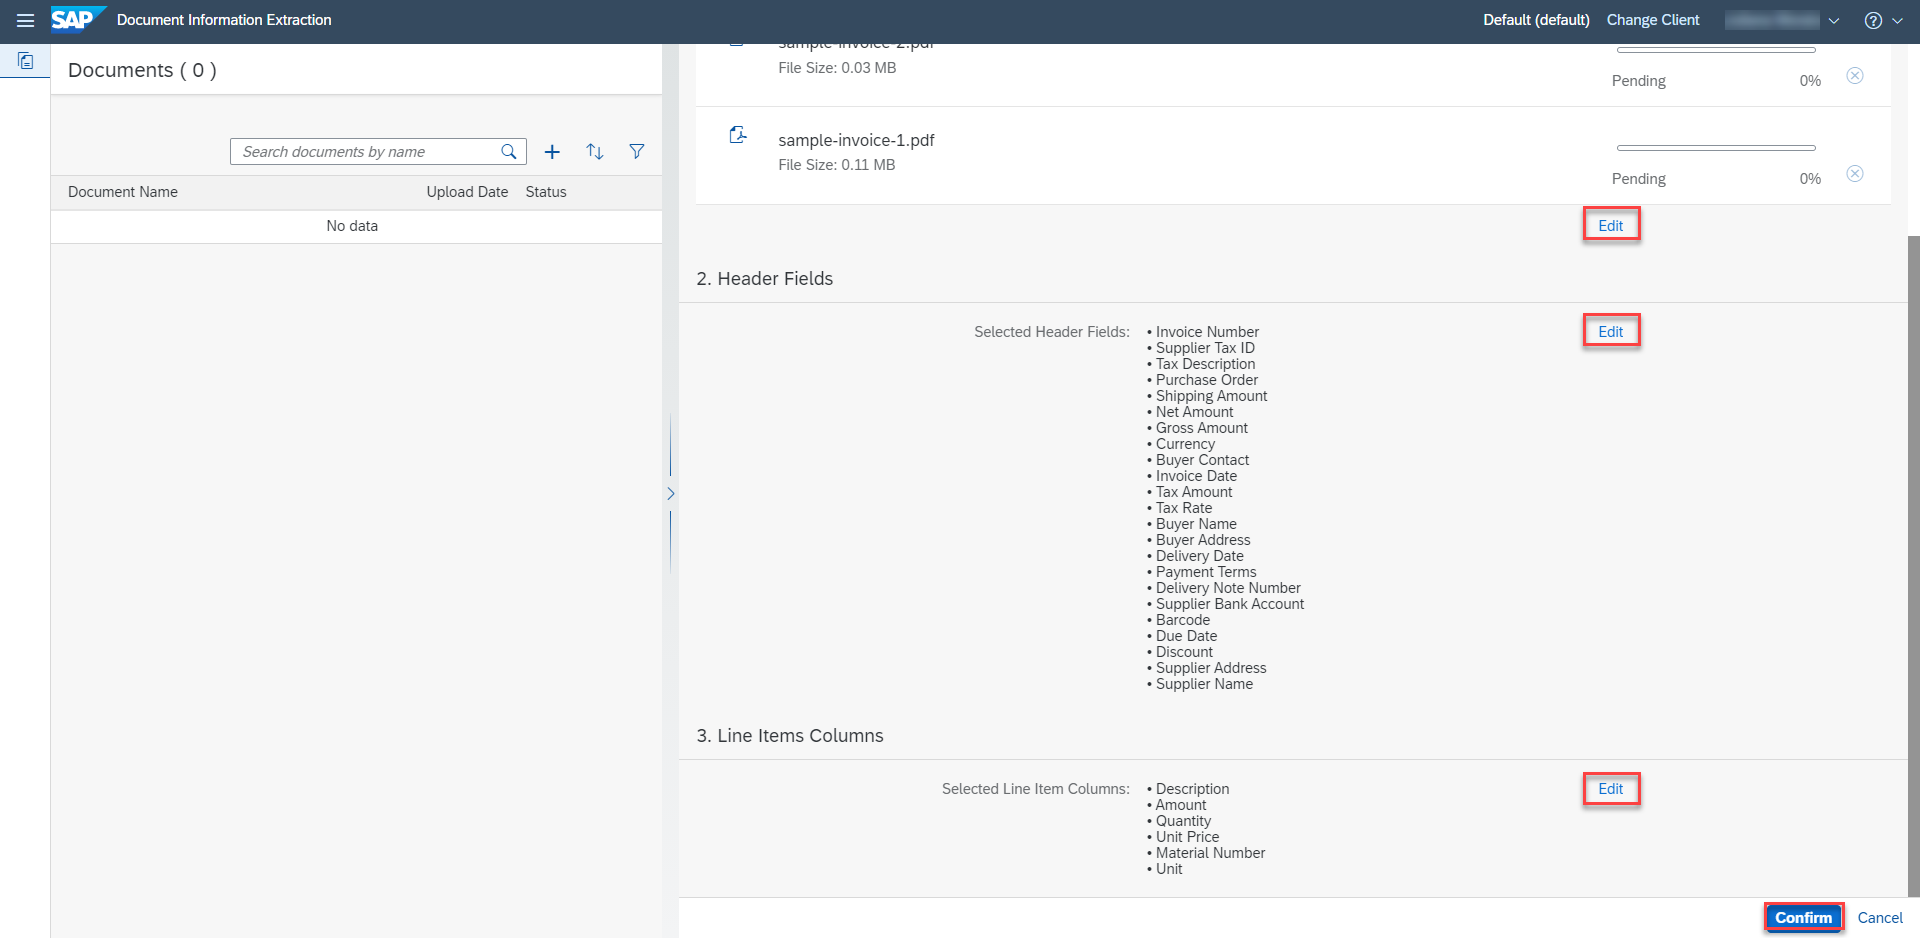 SAP Document Information Extraction
Default (default) Change Client
Documents ( 0 )
Search documents by name
Document Name Upload Date Status
No data
sample-invoice-2.pdf
File Size: 0.03 MB
Pending 0%
sample-invoice-1.pdf
File Size: 0.11 MB
Pending 0%
Edit
2. Header Fields
Selected Header Fields:
• Invoice Number
Edit
• Supplier Tax ID
• Tax Description
• Purchase Order
• Shipping Amount
• Net Amount
• Gross Amount
• Currency
• Buyer Contact
• Invoice Date
• Tax Amount
• Tax Rate
• Buyer Name
• Buyer Address
• Delivery Date
• Payment Terms
• Delivery Note Number
• Supplier Bank Account
• Barcode
• Due Date
• Discount
• Supplier Address
• Supplier Name
3. Line Items Columns
Selected Line Item Columns:
• Description
Edit
• Amount
• Quantity
• Unit Price
• Material Number
• Unit
Confirm Cancel